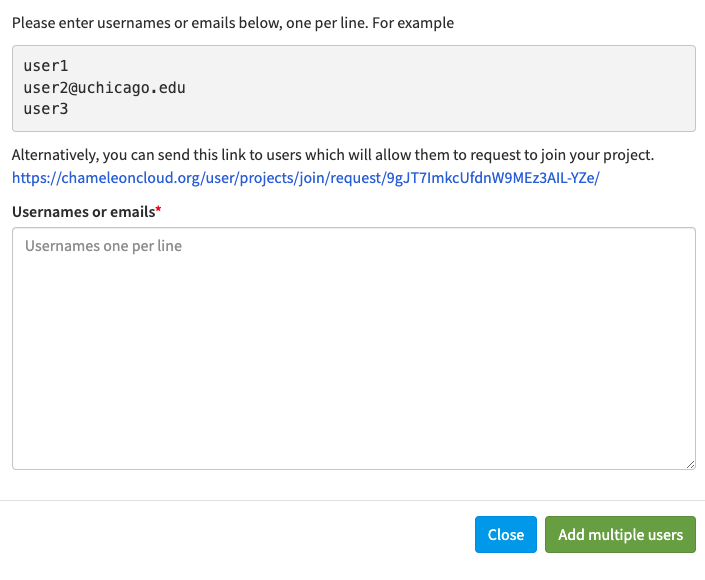 Please enter usernames or emails below, one per line. For example
user1
user2@uchicago.edu
user3
Alternatively, you can send this link to users which will allow them to request to join your project.
https://chameleoncloud.org/user/projects/join/request/9gJT7ImkcUfdnW9MEz3AIL-YZe/
Usernames or emails*
Usernames one per line
Close
Add multiple users